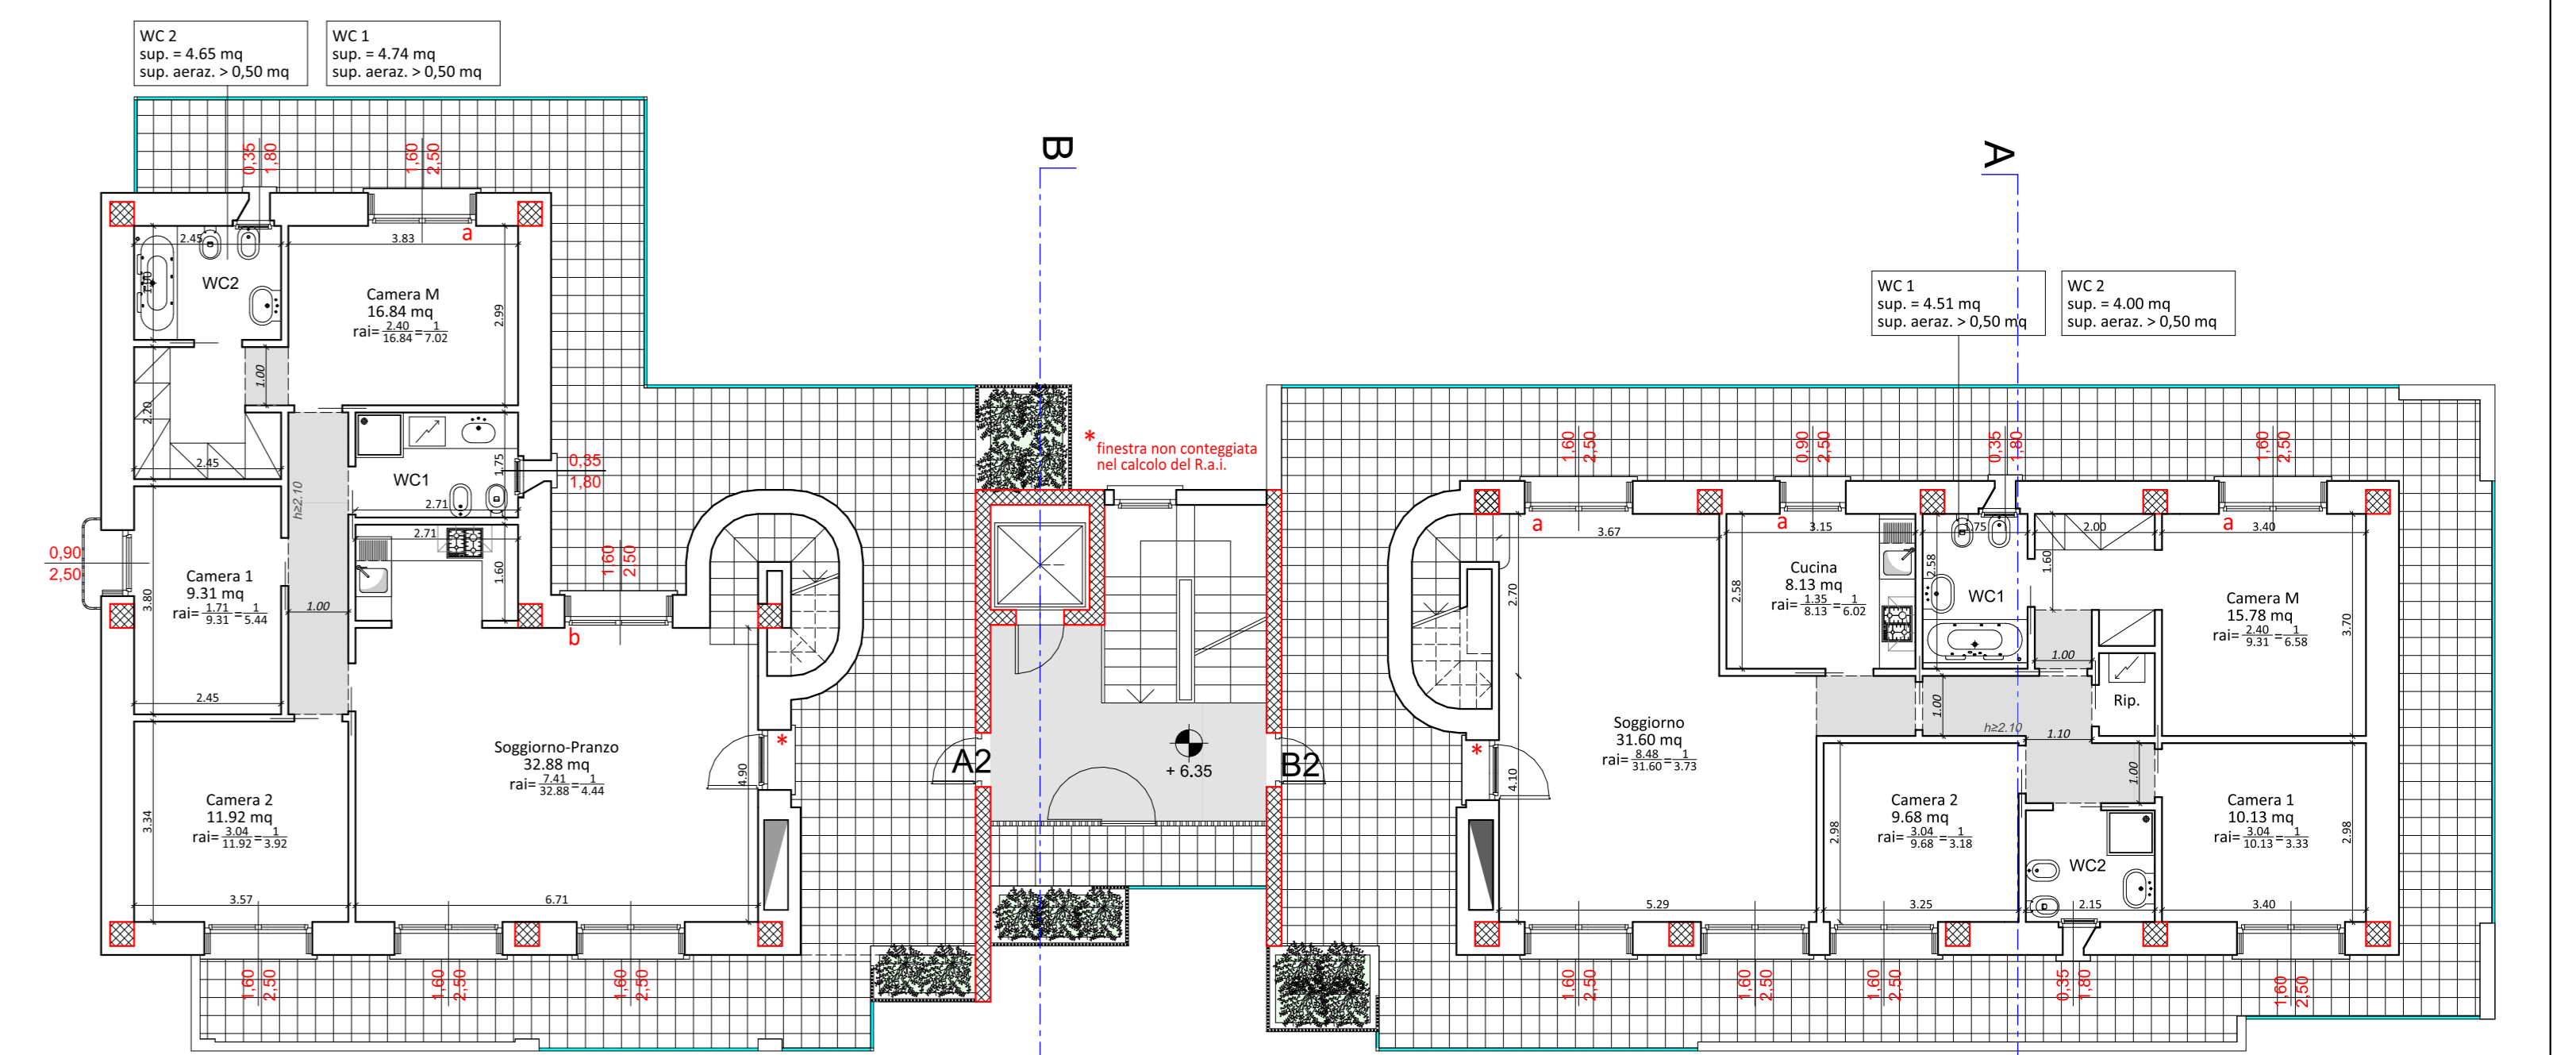 WC 2
sup. = 4.65 mq
sup. aeraz. > 0,50 mq
WC 1
sup. = 4.74 mq
sup. aeraz. > 0,50 mq
0,35
1,80
1,60
2,50
a
2.45
3.83
WC2
Camera M
16.84 mq
rai= 2.40/16.84 = 1/7.02
2.99
1.00
2.20
2.45
h≥2.10
WC1
1.75
2.71
0,35
1,80
2.71
1.60
0,90
2,50
Camera 1
9.31 mq
rai= 1.71/9.31 = 1/5.44
3.80
2.45
1.00
1,60
2,50
b
Soggiorno-Pranzo
32.88 mq
rai= 7.41/32.88 = 1/4.44
4.90
*
6.71
Camera 2
11.92 mq
rai= 3.04/11.92 = 1/3.92
3.34
3.57
1,60
2,50
1,60
2,50
1,60
2,50
B
*
finestra non conteggiata
nel calcolo del R.a.i.
A2
B2
+ 6.35
A
WC 1
sup. = 4.51 mq
sup. aeraz. > 0,50 mq
WC 2
sup. = 4.00 mq
sup. aeraz. > 0,50 mq
1,60
2,50
0,90
2,50
0,35
1,80
1,60
2,50
a
a
a
3.67
3.15
2.00
3.40
2.70
2.58
Cucina
8.13 mq
rai= 1.35/8.13 = 1/6.02
2.58
WC1
1.60
Camera M
15.78 mq
rai= 2.40/9.31 = 1/6.58
3.70
1.00
Rip.
1.00
h≥2.10
1.10
1.00
Soggiorno
31.60 mq
rai= 8.48/31.60 = 1/3.73
*
4.10
5.29
Camera 2
9.68 mq
rai= 3.04/9.68 = 1/3.18
2.98
3.25
WC2
2.15
Camera 1
10.13 mq
rai= 3.04/10.13 = 1/3.33
2.98
3.40
1,60
2,50
1,60
2,50
1,60
2,50
0,35
1,80
1,60
2,50